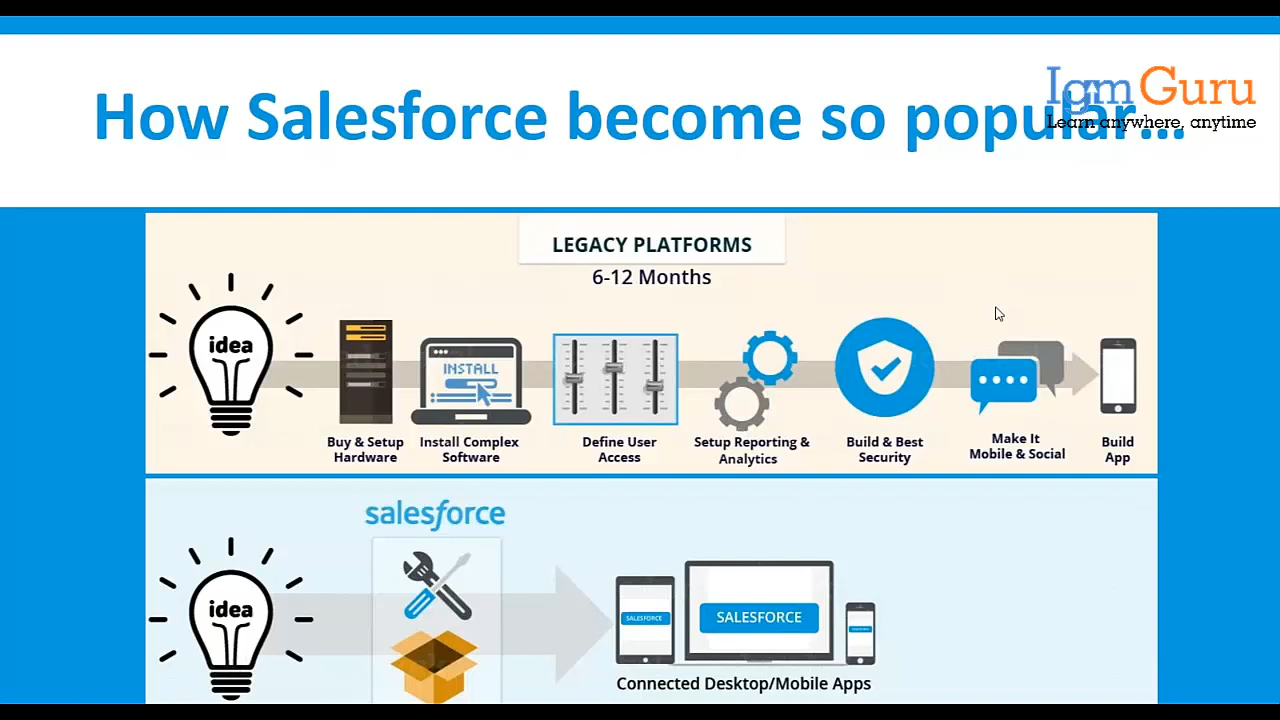 How Salesforce become so popular...
Igm Guru
Learn anywhere, anytime
LEGACY PLATFORMS
6-12 Months
idea
INSTALL
Buy & Setup
Hardware
Install Complex
Software
Define User
Access
Setup Reporting &
Analytics
Build & Best
Security
Make It
Mobile & Social
Build
App
salesforce
idea
SALESFORCE
SALESFORCE
Connected Desktop/Mobile Apps